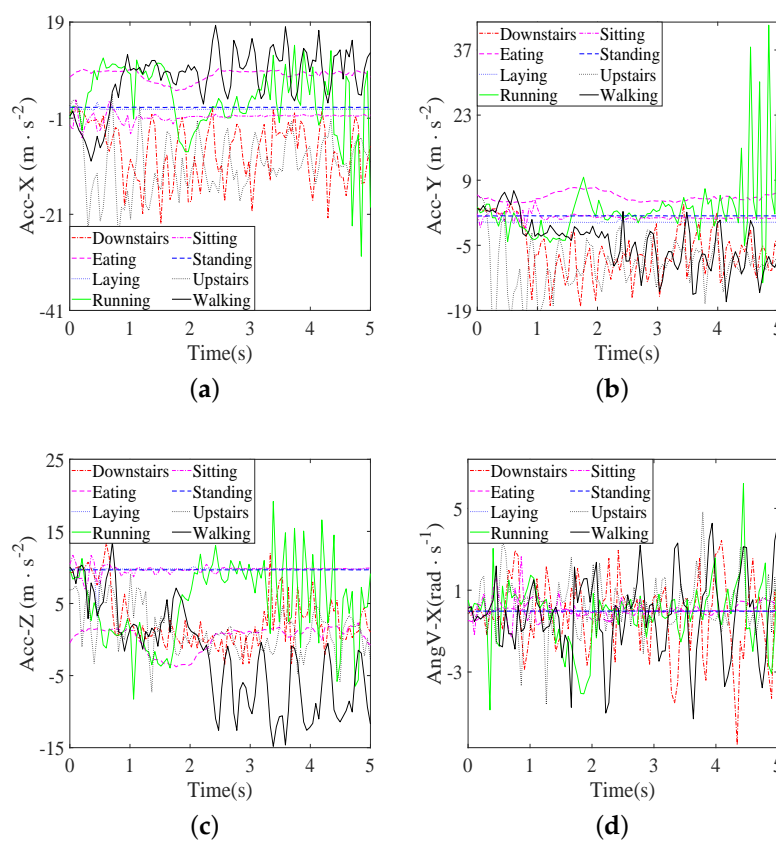 19
-1
-21
-41
Acc-X (m · s⁻²)
Downstairs Sitting
Eating Standing
Laying Upstairs
Running Walking
0 1 2 3 4 5
Time(s)
(a)
37
23
9
-5
-19
Acc-Y (m · s⁻²)
Downstairs Sitting
Eating Standing
Laying Upstairs
Running Walking
0 1 2 3 4 5
Time(s)
(b)
25
15
5
-5
-15
Acc-Z (m · s⁻²)
Downstairs Sitting
Eating Standing
Laying Upstairs
Running Walking
0 1 2 3 4 5
Time(s)
(c)
5
1
-3
AngV-X(rad · s⁻¹)
Downstairs Sitting
Eating Standing
Laying Upstairs
Running Walking
0 1 2 3 4 5
Time(s)
(d)